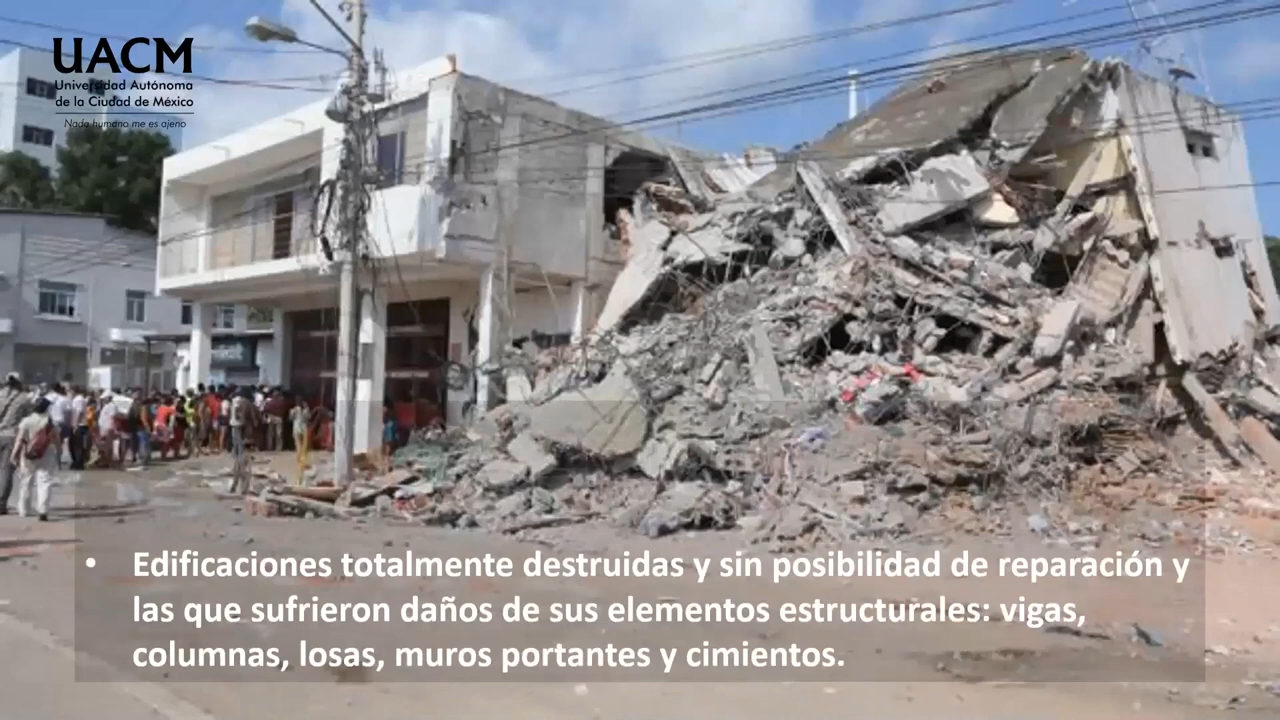 UACM
Universidad Autónoma
de la Ciudad de México
Nada humano me es ajeno
• Edificaciones totalmente destruidas y sin posibilidad de reparación y
las que sufrieron daños de sus elementos estructurales: vigas,
columnas, losas, muros portantes y cimientos.